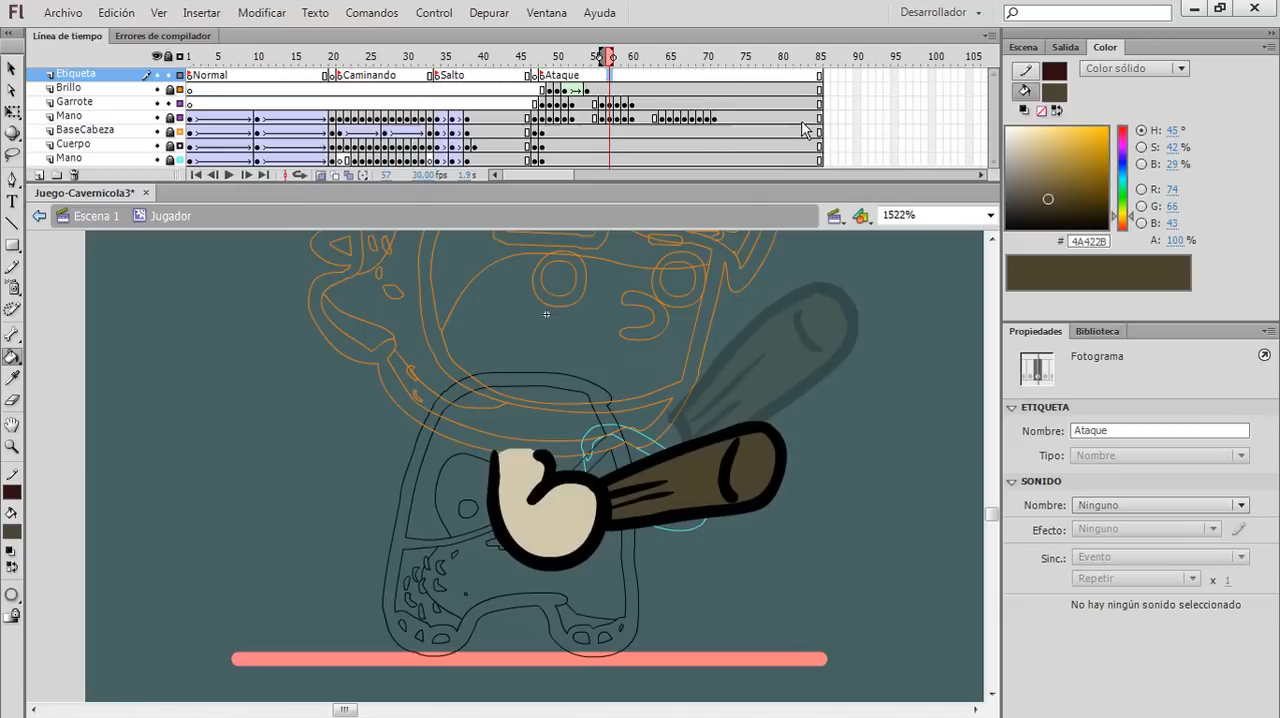 Fl Archivo Edición Ver Insertar Modificar Texto Comandos Control Depurar Ventana Ayuda Desarrollador
Línea de tiempo Errores de compilador
1 5 10 15 20 25 30 35 40 45 50 55 60 65 70 75 80 85 90 95 100 105
Etiqueta Normal Caminando Salto Ataque
Brillo
Garrote
Mano
BaseCabeza
Cuerpo
Mano
57 30,00 fps 1,9 s
Juego-Cavernicola3* ×
Escena 1 Jugador 1522%
Escena Salida Color
Color sólido
H: 45 °
S: 42 %
B: 29 %
R: 74
G: 66
B: 43
# 4A422B A: 100 %
Propiedades Biblioteca
Fotograma
ETIQUETA
Nombre: Ataque
Tipo: Nombre
SONIDO
Nombre: Ninguno
Efecto: Ninguno
Sinc.: Evento
Repetir x 1
No hay ningún sonido seleccionado